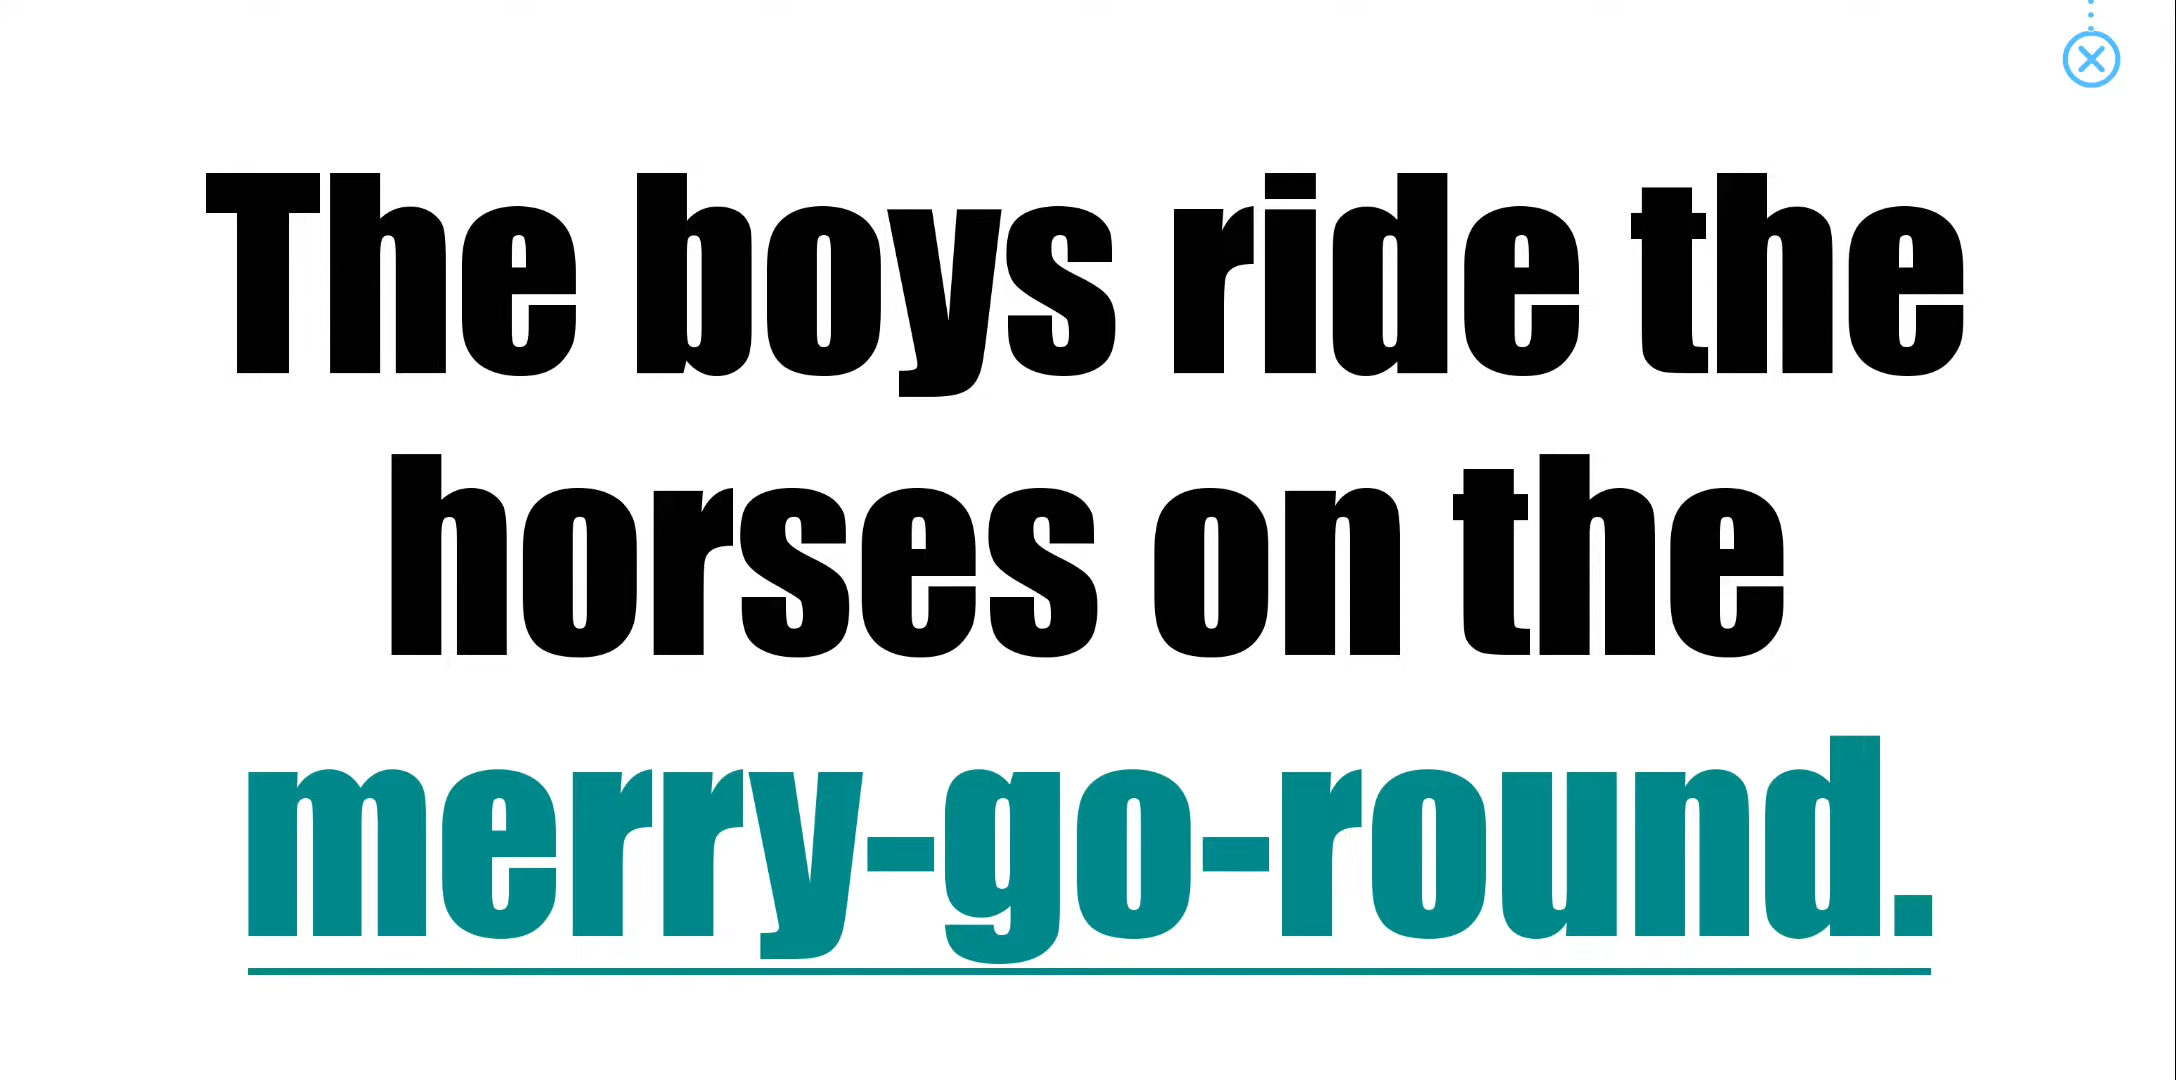 The boys ride the
horses on the
merry-go-round.